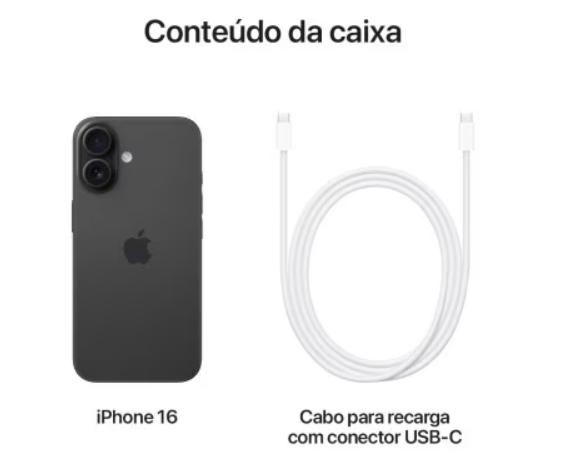 Conteúdo da caixa
iPhone 16
Cabo para recarga
com conector USB-C